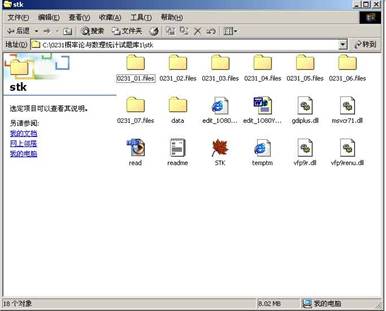 stk
文件(F) 编辑(E) 查看(V) 收藏(A) 工具(T) 帮助(H)
后退 搜索 文件夹
地址(D) C:\0231概率论与数理统计试题库1\stk 转到
stk
选定项目可以查看其说明。
另请参阅:
我的文档
网上邻居
我的电脑
0231_01.files 0231_02.files 0231_03.files 0231_04.files 0231_05.files 0231_06.files
0231_07.files data edit_1O8O... edit_1O8OY... gdiplus.dll msvcr71.dll
read readme STK temptm vfp9r.dll vfp9renu.dll
18 个对象 8.02 MB 我的电脑